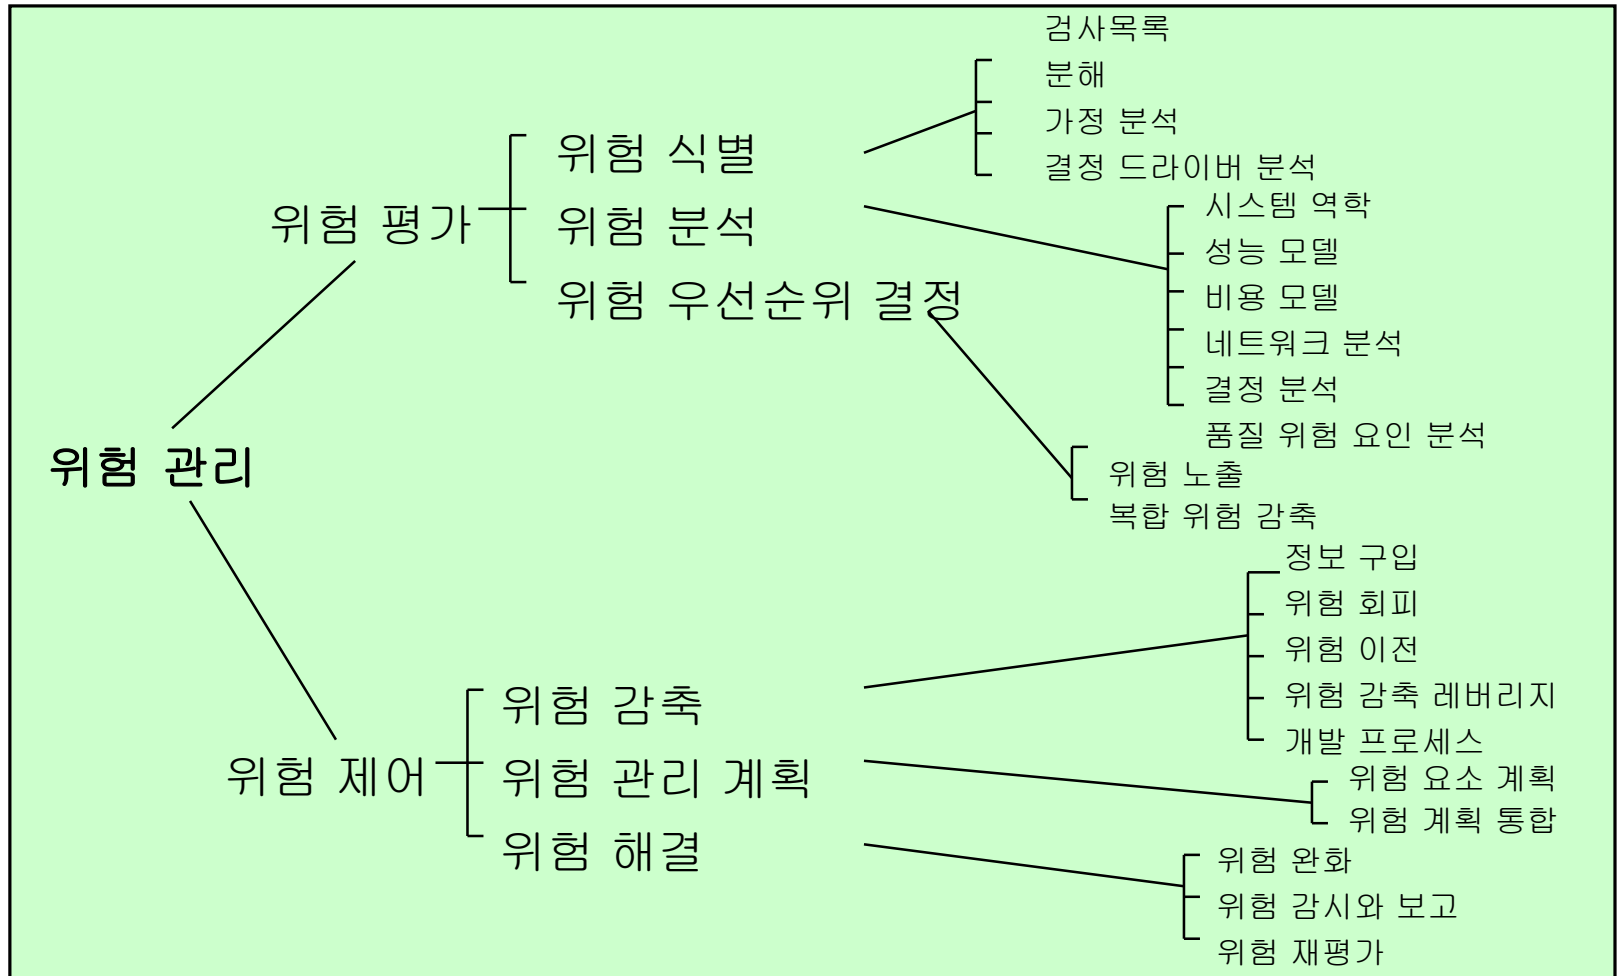 검사목록
분해
가정 분석
결정 드라이버 분석
위험 식별
위험 평가
위험 분석
위험 우선순위 결정
시스템 역학
성능 모델
비용 모델
네트워크 분석
결정 분석
품질 위험 요인 분석
위험 노출
복합 위험 감축
위험 관리
정보 구입
위험 회피
위험 이전
위험 감축 레버리지
개발 프로세스
위험 감축
위험 제어
위험 관리 계획
위험 해결
위험 요소 계획
위험 계획 통합
위험 완화
위험 감시와 보고
위험 재평가